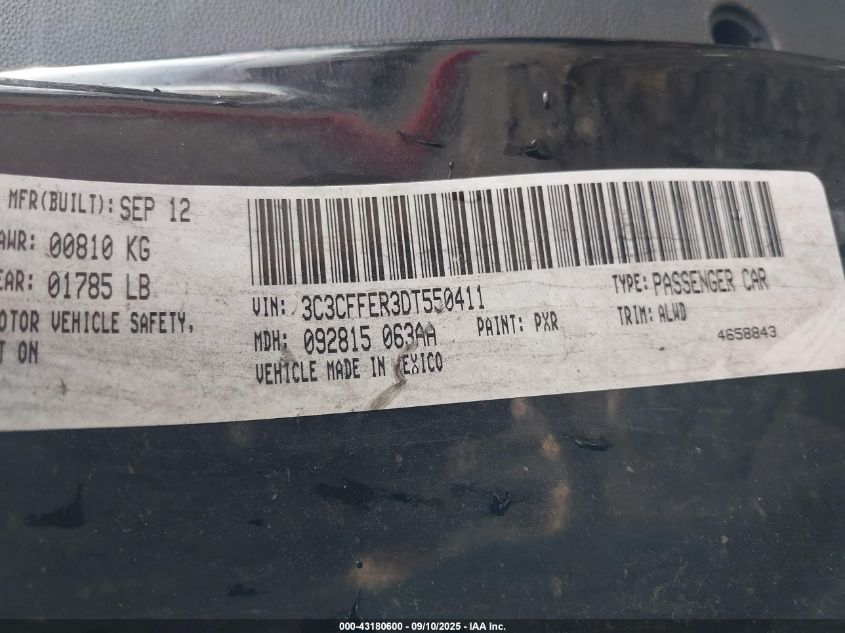 MFR(BUILT): SEP 12
AWR: 00810 KG
EAR: 01785 LB
OTOR VEHICLE SAFETY,
T ON
VIN: 3C3CFFER3DT550411
TYPE: PASSENGER CAR
MDH: 092815 063AA
PAINT: PXR
TRIM: ALWD
VEHICLE MADE IN MEXICO
4658843
000-43180600 - 09/10/2025 - IAA Inc.